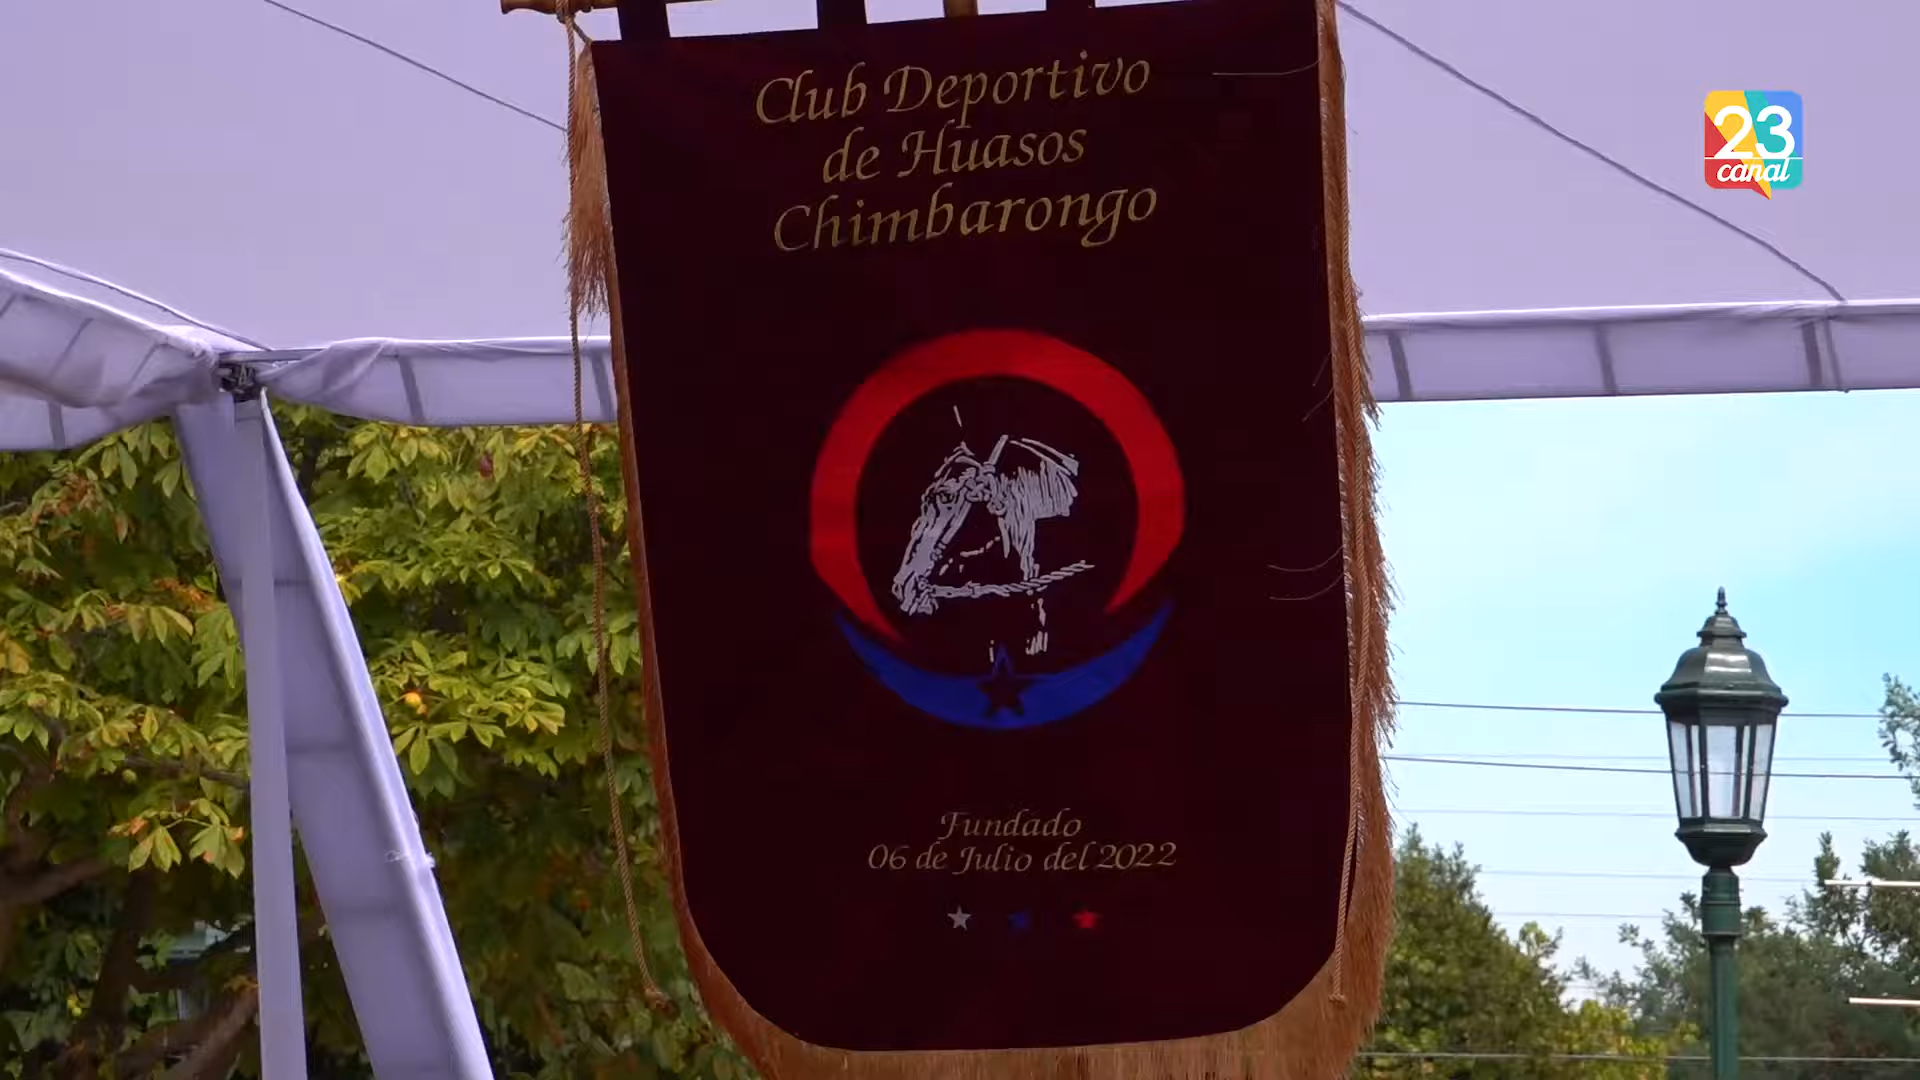 Club Deportivo
de Huasos
Chimbarongo
23
canal
Fundado
06 de Julio del 2022